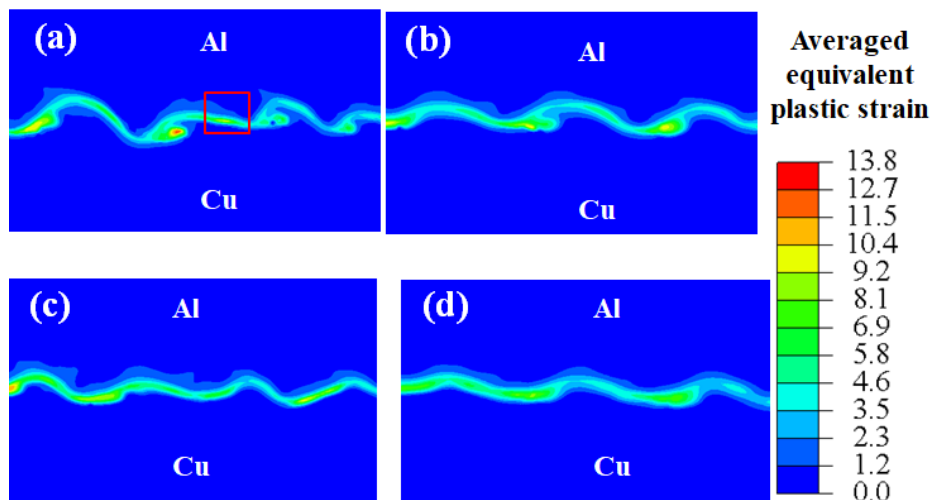 (a)
Al
Cu
(b)
Al
Cu
(c)
Al
Cu
(d)
Al
Cu
Averaged
equivalent
plastic strain
13.8
12.7
11.5
10.4
9.2
8.1
6.9
5.8
4.6
3.5
2.3
1.2
0.0